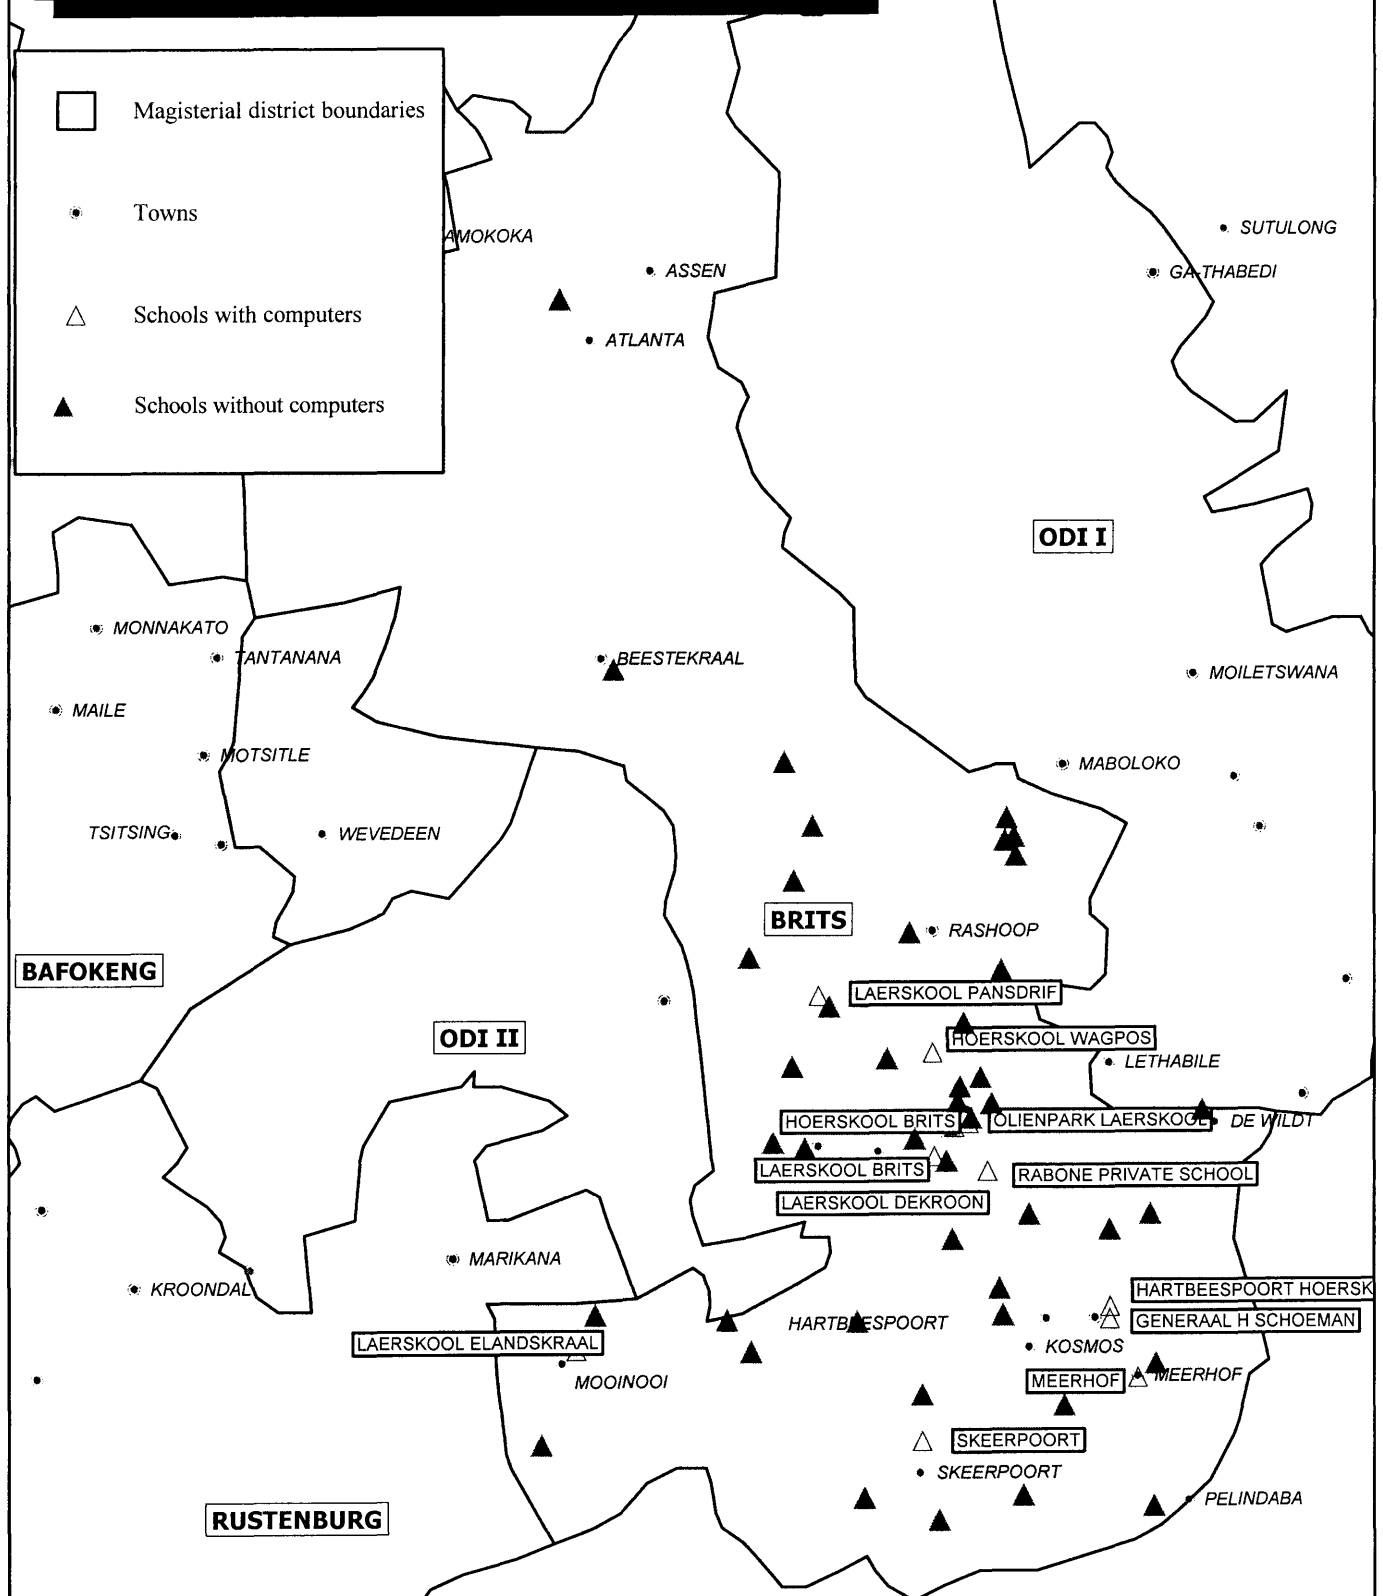 Magisterial district boundaries
Towns
Schools with computers
Schools without computers
AMOKOKA
SUTULONG
ASSEN
GA-THABEDI
ATLANTA
ODI I
MONNAKATO
TANTANANA
BEESTEKRAAL
MOILETSWANA
MAILE
MOTSITLE
MABOLOKO
TSITSING
WEVEDEEN
BRITS
RASHOOP
BAFOKENG
LAERSKOOL PANSDRIF
ODI II
HOERSKOOL WAGPOS
LETHABILE
HOERSKOOL BRITS
OLIENPARK LAERSKOOL
DE WILDT
LAERSKOOL BRITS
RABONE PRIVATE SCHOOL
LAERSKOOL DEKROON
MARIKANA
KROONDAL
HARTBEESPOORT HOERSK
HARTBEESPOORT
GENERAAL H SCHOEMAN
LAERSKOOL ELANDSKRAAL
KOSMOS
MOOINOOI
MEERHOF
MEERHOF
SKEERPOORT
SKEERPOORT
PELINDABA
RUSTENBURG